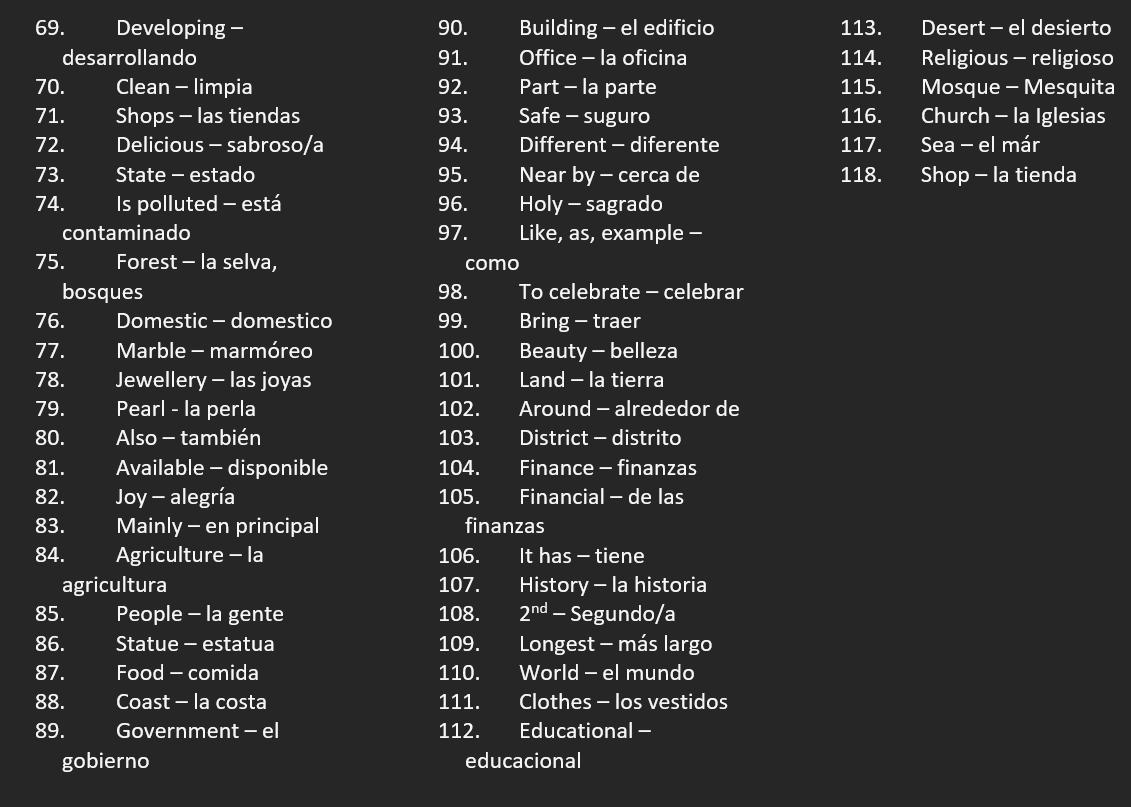 69. Developing –
desarrollando
70. Clean – limpia
71. Shops – las tiendas
72. Delicious – sabroso/a
73. State – estado
74. Is polluted – está
contaminado
75. Forest – la selva,
bosques
76. Domestic – domestico
77. Marble – marmóreo
78. Jewellery – las joyas
79. Pearl - la perla
80. Also – también
81. Available – disponible
82. Joy – alegría
83. Mainly – en principal
84. Agriculture – la
agricultura
85. People – la gente
86. Statue – estatua
87. Food – comida
88. Coast – la costa
89. Government – el
gobierno
90. Building – el edificio
91. Office – la oficina
92. Part – la parte
93. Safe – suguro
94. Different – diferente
95. Near by – cerca de
96. Holy – sagrado
97. Like, as, example –
como
98. To celebrate – celebrar
99. Bring – traer
100. Beauty – belleza
101. Land – la tierra
102. Around – alrededor de
103. District – distrito
104. Finance – finanzas
105. Financial – de las
finanzas
106. It has – tiene
107. History – la historia
108. 2nd – Segundo/a
109. Longest – más largo
110. World – el mundo
111. Clothes – los vestidos
112. Educational –
educacional
113. Desert – el desierto
114. Religious – religioso
115. Mosque – Mesquita
116. Church – la Iglesias
117. Sea – el már
118. Shop – la tienda